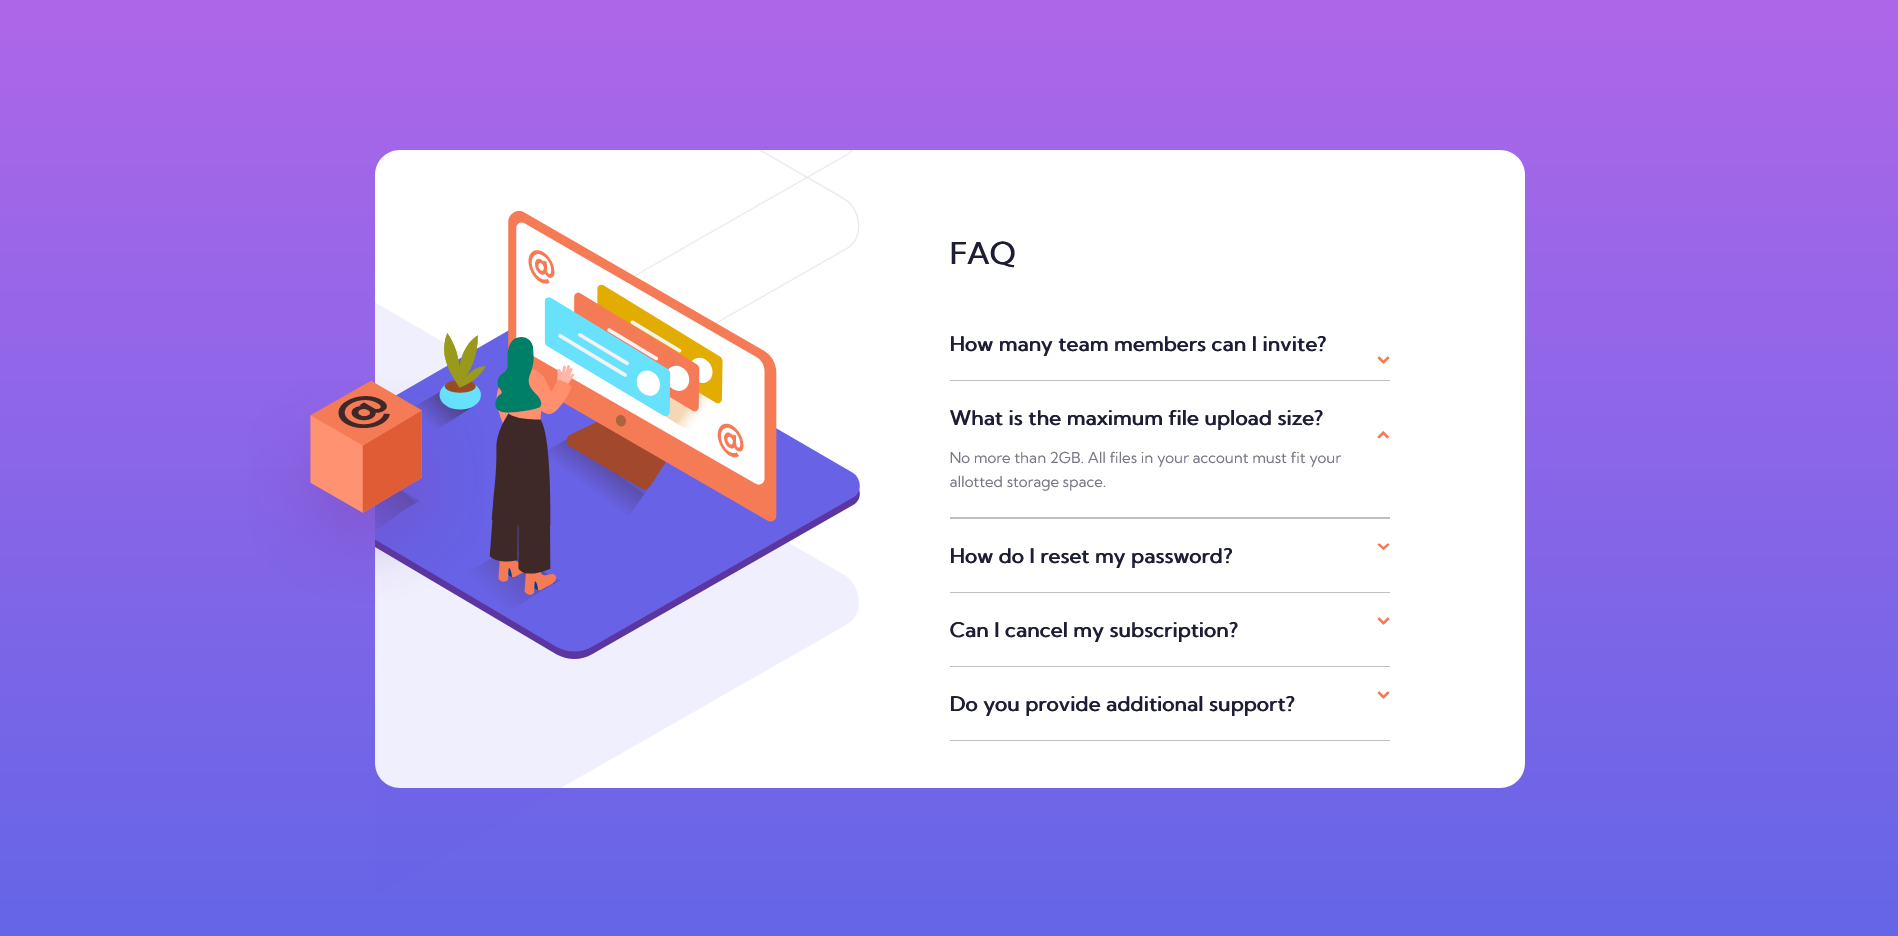 @
@
@
FAQ
How many team members can I invite?
What is the maximum file upload size?
No more than 2GB. All files in your account must fit your
allotted storage space.
How do I reset my password?
Can I cancel my subscription?
Do you provide additional support?